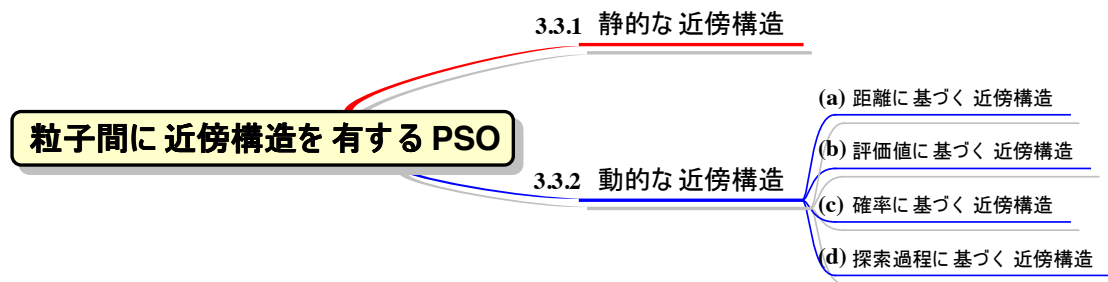 3.3.1 静的な近傍構造
(a) 距離に基づく近傍構造
粒子間に近傍構造を有するPSO
(b) 評価値に基づく近傍構造
3.3.2 動的な近傍構造
(c) 確率に基づく近傍構造
(d) 探索過程に基づく近傍構造